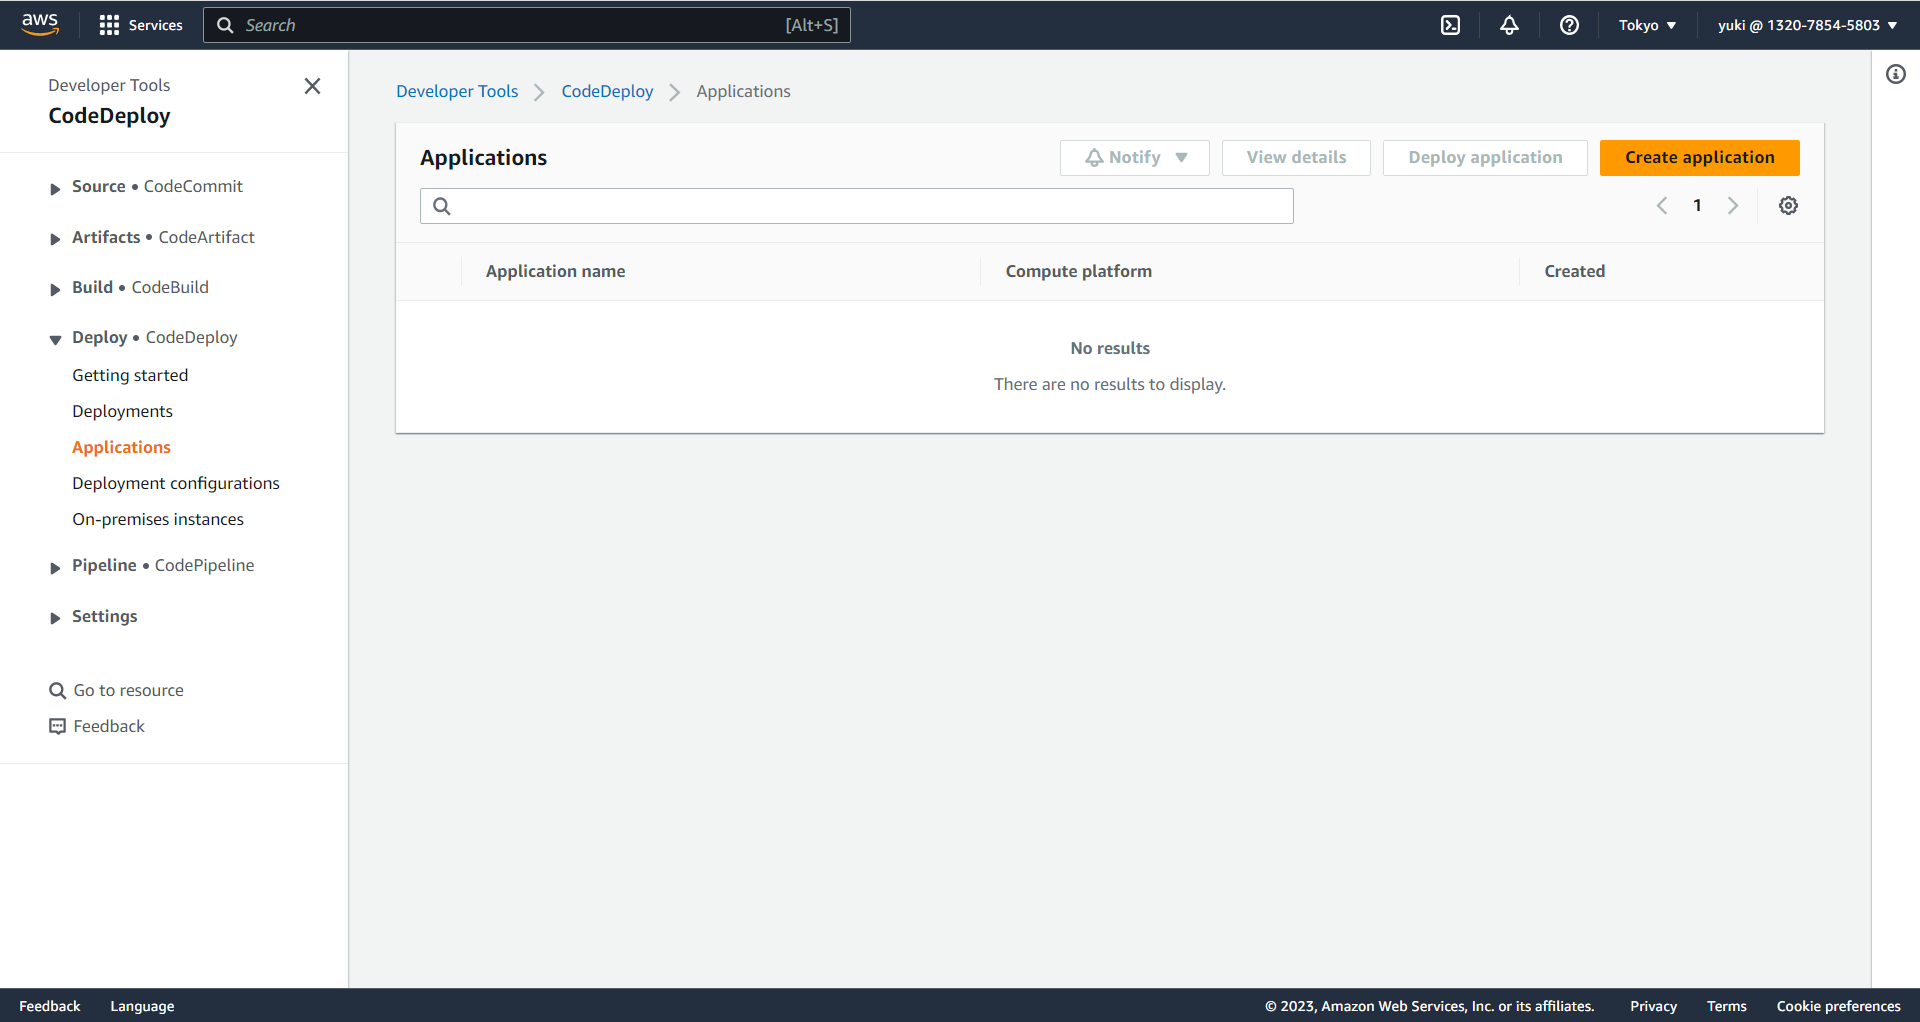 aws
Services
Search
[Alt+S]
Tokyo
yuki @ 1320-7854-5803
Developer Tools
CodeDeploy
Source • CodeCommit
Artifacts • CodeArtifact
Build • CodeBuild
Deploy • CodeDeploy
Getting started
Deployments
Applications
Deployment configurations
On-premises instances
Pipeline • CodePipeline
Settings
Go to resource
Feedback
Developer Tools
CodeDeploy
Applications
Applications
Notify
View details
Deploy application
Create application
1
Application name
Compute platform
Created
No results
There are no results to display.
Feedback
Language
© 2023, Amazon Web Services, Inc. or its affiliates.
Privacy
Terms
Cookie preferences